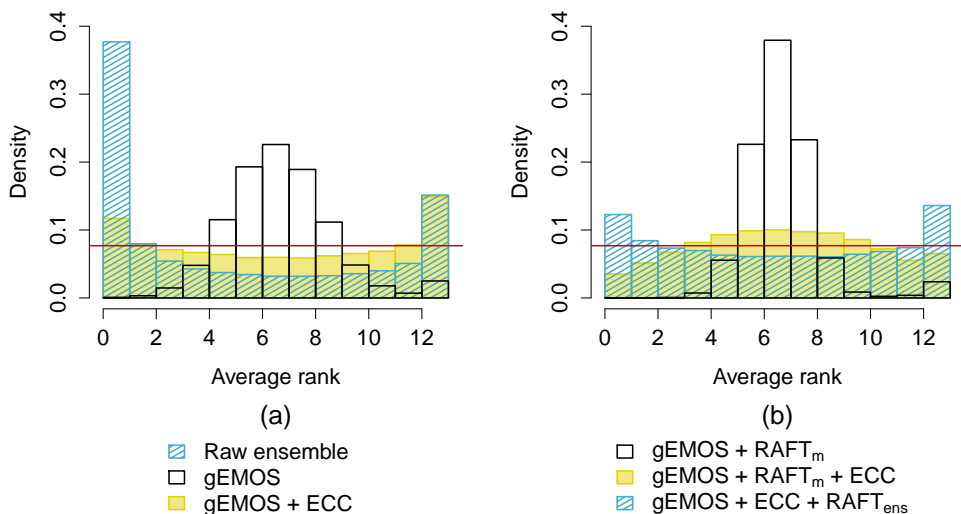 0.4
0.3
0.2
0.1
0.0
Density
0 2 4 6 8 10 12
Average rank
(a)
Raw ensemble
gEMOS
gEMOS + ECC
0.4
0.3
0.2
0.1
0.0
Density
0 2 4 6 8 10 12
Average rank
(b)
gEMOS + RAFTm
gEMOS + RAFTm + ECC
gEMOS + ECC + RAFTens